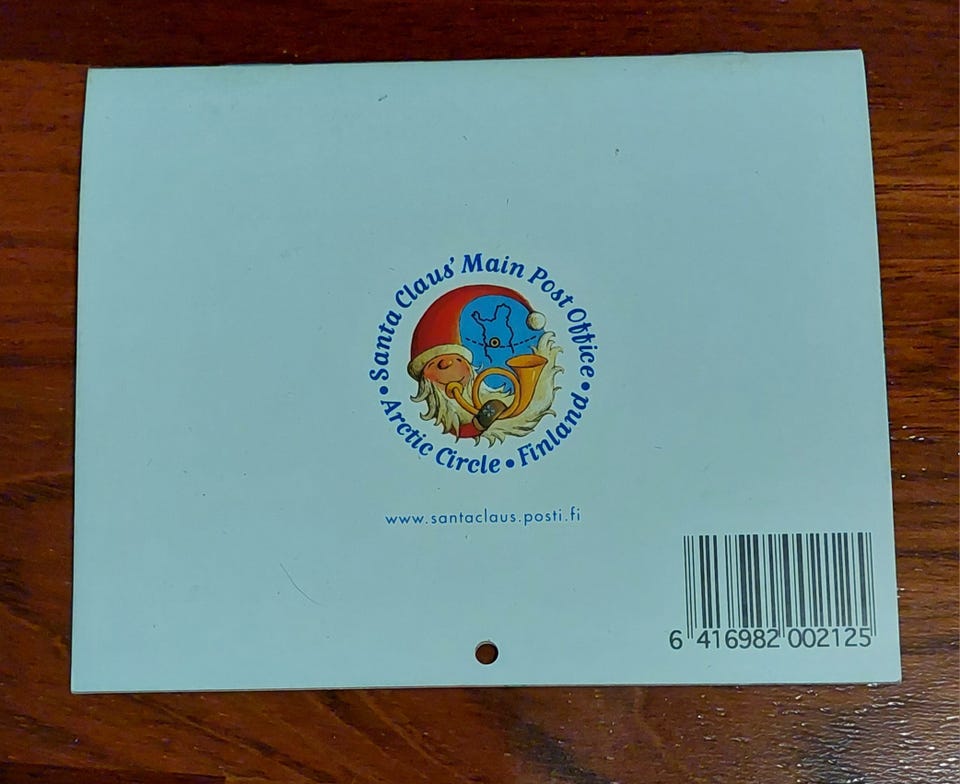 Santa Claus' Main Post Office
• Arctic Circle • Finland •
www.santaclaus.posti.fi
6 416982 002125